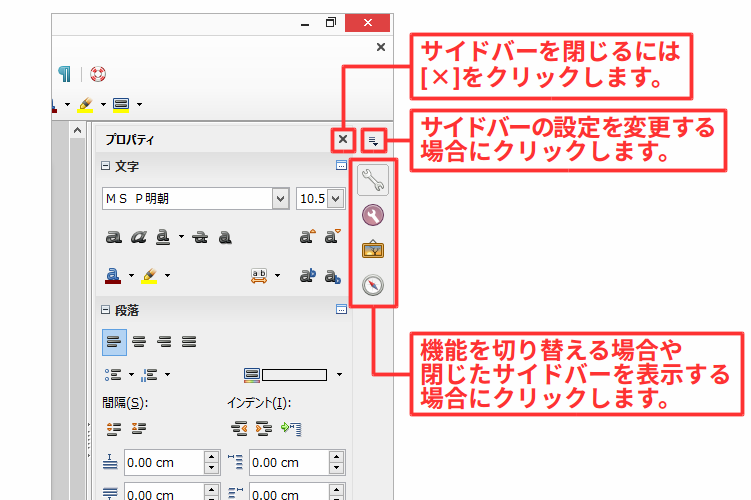 サイドバーを閉じるには
[×]をクリックします。
プロパティ
サイドバーの設定を変更する
場合にクリックします。
文字
ＭＳ Ｐ明朝
10.5
段落
機能を切り替える場合や
閉じたサイドバーを表示する
場合にクリックします。
間隔(S):
インデント(I):
0.00 cm
0.00 cm
0.00 cm
0.00 cm